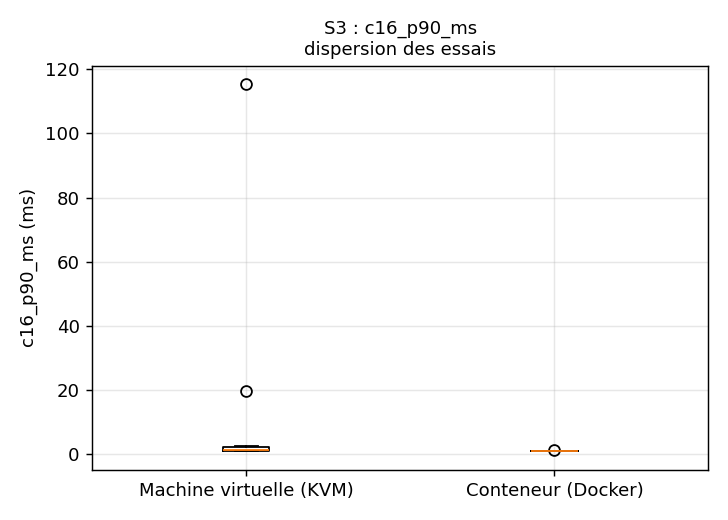 S3 : c16_p90_ms
dispersion des essais
120
100
80
60
40
20
0
c16_p90_ms (ms)
Machine virtuelle (KVM)
Conteneur (Docker)